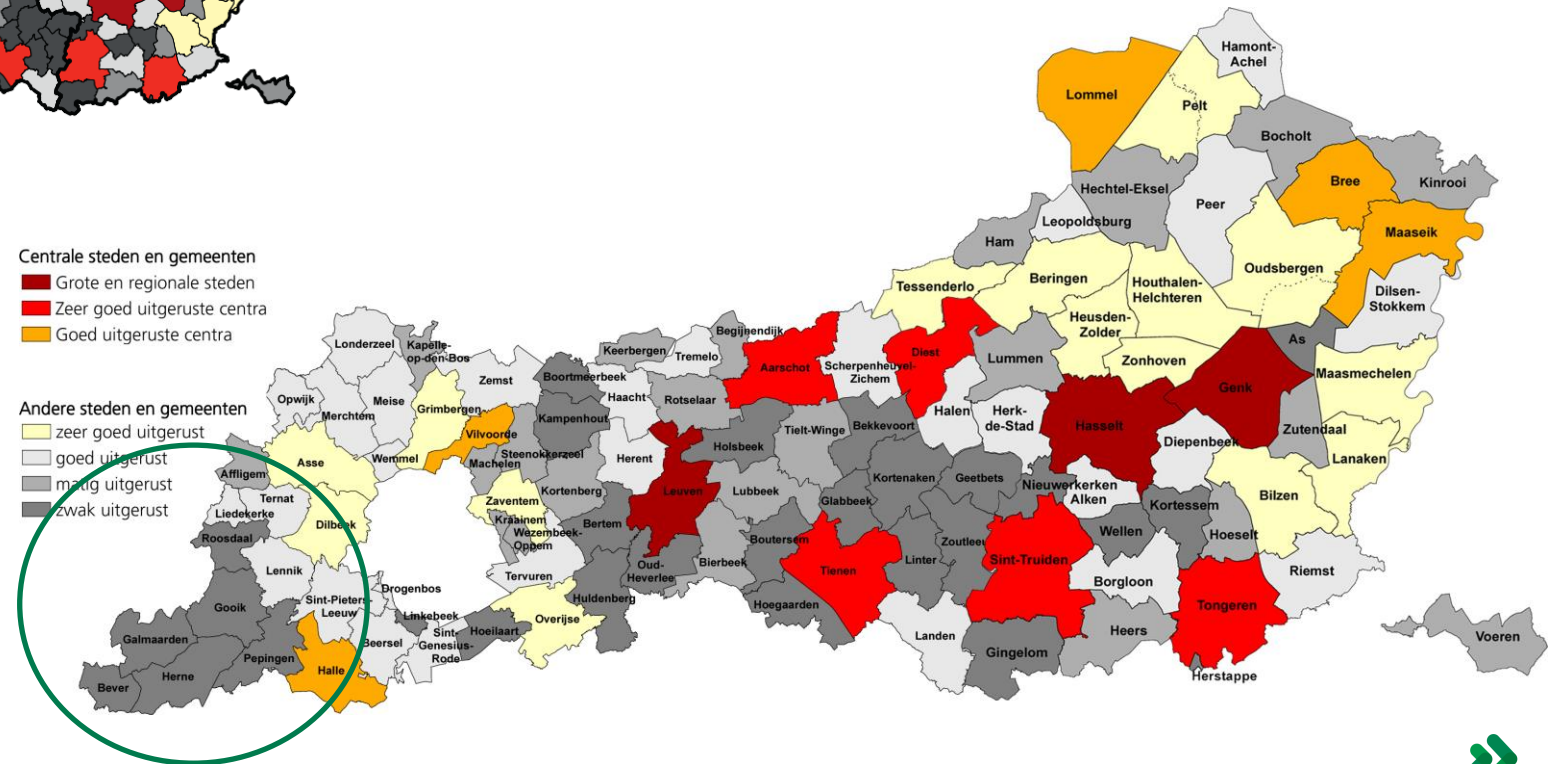 Hamont-
Achel
Lommel
Pelt
Bocholt
Hechtel-Eksel
Bree
Kinrooi
Peer
Leopoldsburg
Maaseik
Ham
Centrale steden en gemeenten
Grote en regionale steden
Zeer goed uitgeruste centra
Goed uitgeruste centra
Andere steden en gemeenten
zeer goed uitgerust
goed uitgerust
matig uitgerust
zwak uitgerust
Oudsbergen
Tessenderlo
Beringen
Houthalen-
Helchteren
Dilsen-
Stokkem
Heusden-
Zolder
As
Londerzeel
Kapelle-
op-den-Bos
Keerbergen
Tremelo
Begijnendijk
Aarschot
Scherpenheuvel-
Zichem
Diest
Lummen
Zonhoven
Maasmechelen
Zemst
Boortmeerbeek
Genk
Opwijk
Merchtem
Meise
Grimbergen
Haacht
Rotselaar
Halen
Herk-
de-Stad
Hasselt
Zutendaal
Vilvoorde
Kampenhout
Tielt-Winge
Bekkevoort
Diepenbeek
Lanaken
Wemmel
Machelen
Steenokkerzeel
Herent
Holsbeek
Asse
Affligem
Ternat
Liedekerke
Dilbeek
Zaventem
Kortenberg
Leuven
Lubbeek
Glabbeek
Kortenaken
Geetbets
Nieuwerkerken
Alken
Kortessem
Bilzen
Kraainem
Wezembeek-
Oppem
Bertem
Roosdaal
Boutersem
Linter
Zoutleeuw
Wellen
Hoeselt
Lennik
Tervuren
Oud-
Heverlee
Bierbeek
Tienen
Sint-Truiden
Borgloon
Riemst
Drogenbos
Sint-Pieters-
Leeuw
Gooik
Linkebeek
Huldenberg
Hoegaarden
Tongeren
Overijse
Hoeilaart
Galmaarden
Beersel
Sint-
Genesius-
Rode
Landen
Heers
Voeren
Pepingen
Halle
Gingelom
Herne
Bever
Herstappe